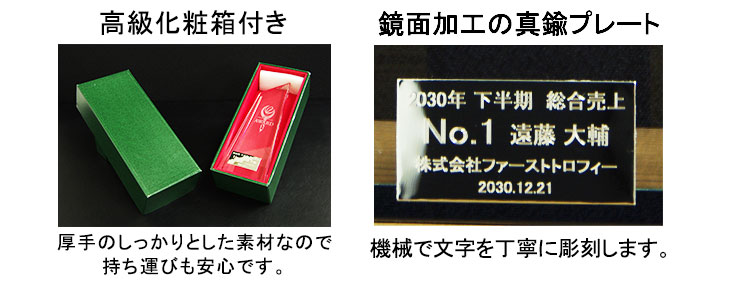 高級化粧箱付き
厚手のしっかりとした素材なので
持ち運びも安心です。
鏡面加工の真鍮プレート
2030年 下半期 総合売上
No.1 遠藤 大輔
株式会社ファーストトロフィー
2030.12.21
機械で文字を丁寧に彫刻します。